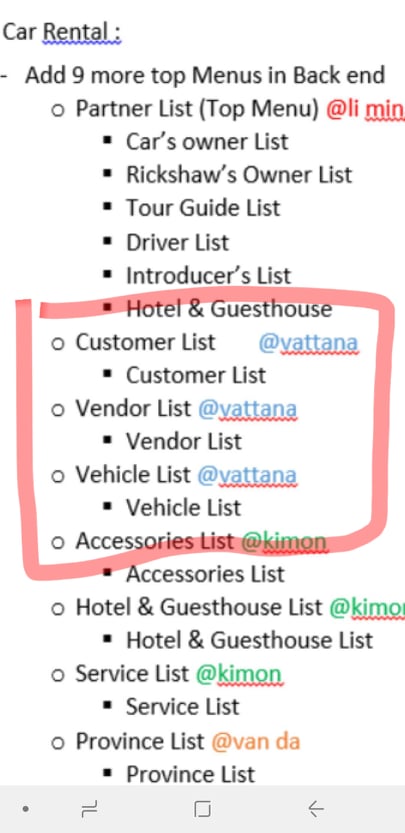 Car Rental :
- Add 9 more top Menus in Back end
o Partner List (Top Menu) @li min
▪ Car's owner List
▪ Rickshaw's Owner List
▪ Tour Guide List
▪ Driver List
▪ Introducer's List
▪ Hotel & Guesthouse
o Customer List @vattana
▪ Customer List
o Vendor List @vattana
▪ Vendor List
o Vehicle List @vattana
▪ Vehicle List
o Accessories List @kimon
▪ Accessories List
o Hotel & Guesthouse List @kimon
▪ Hotel & Guesthouse List
o Service List @kimon
▪ Service List
o Province List @van da
▪ Province List